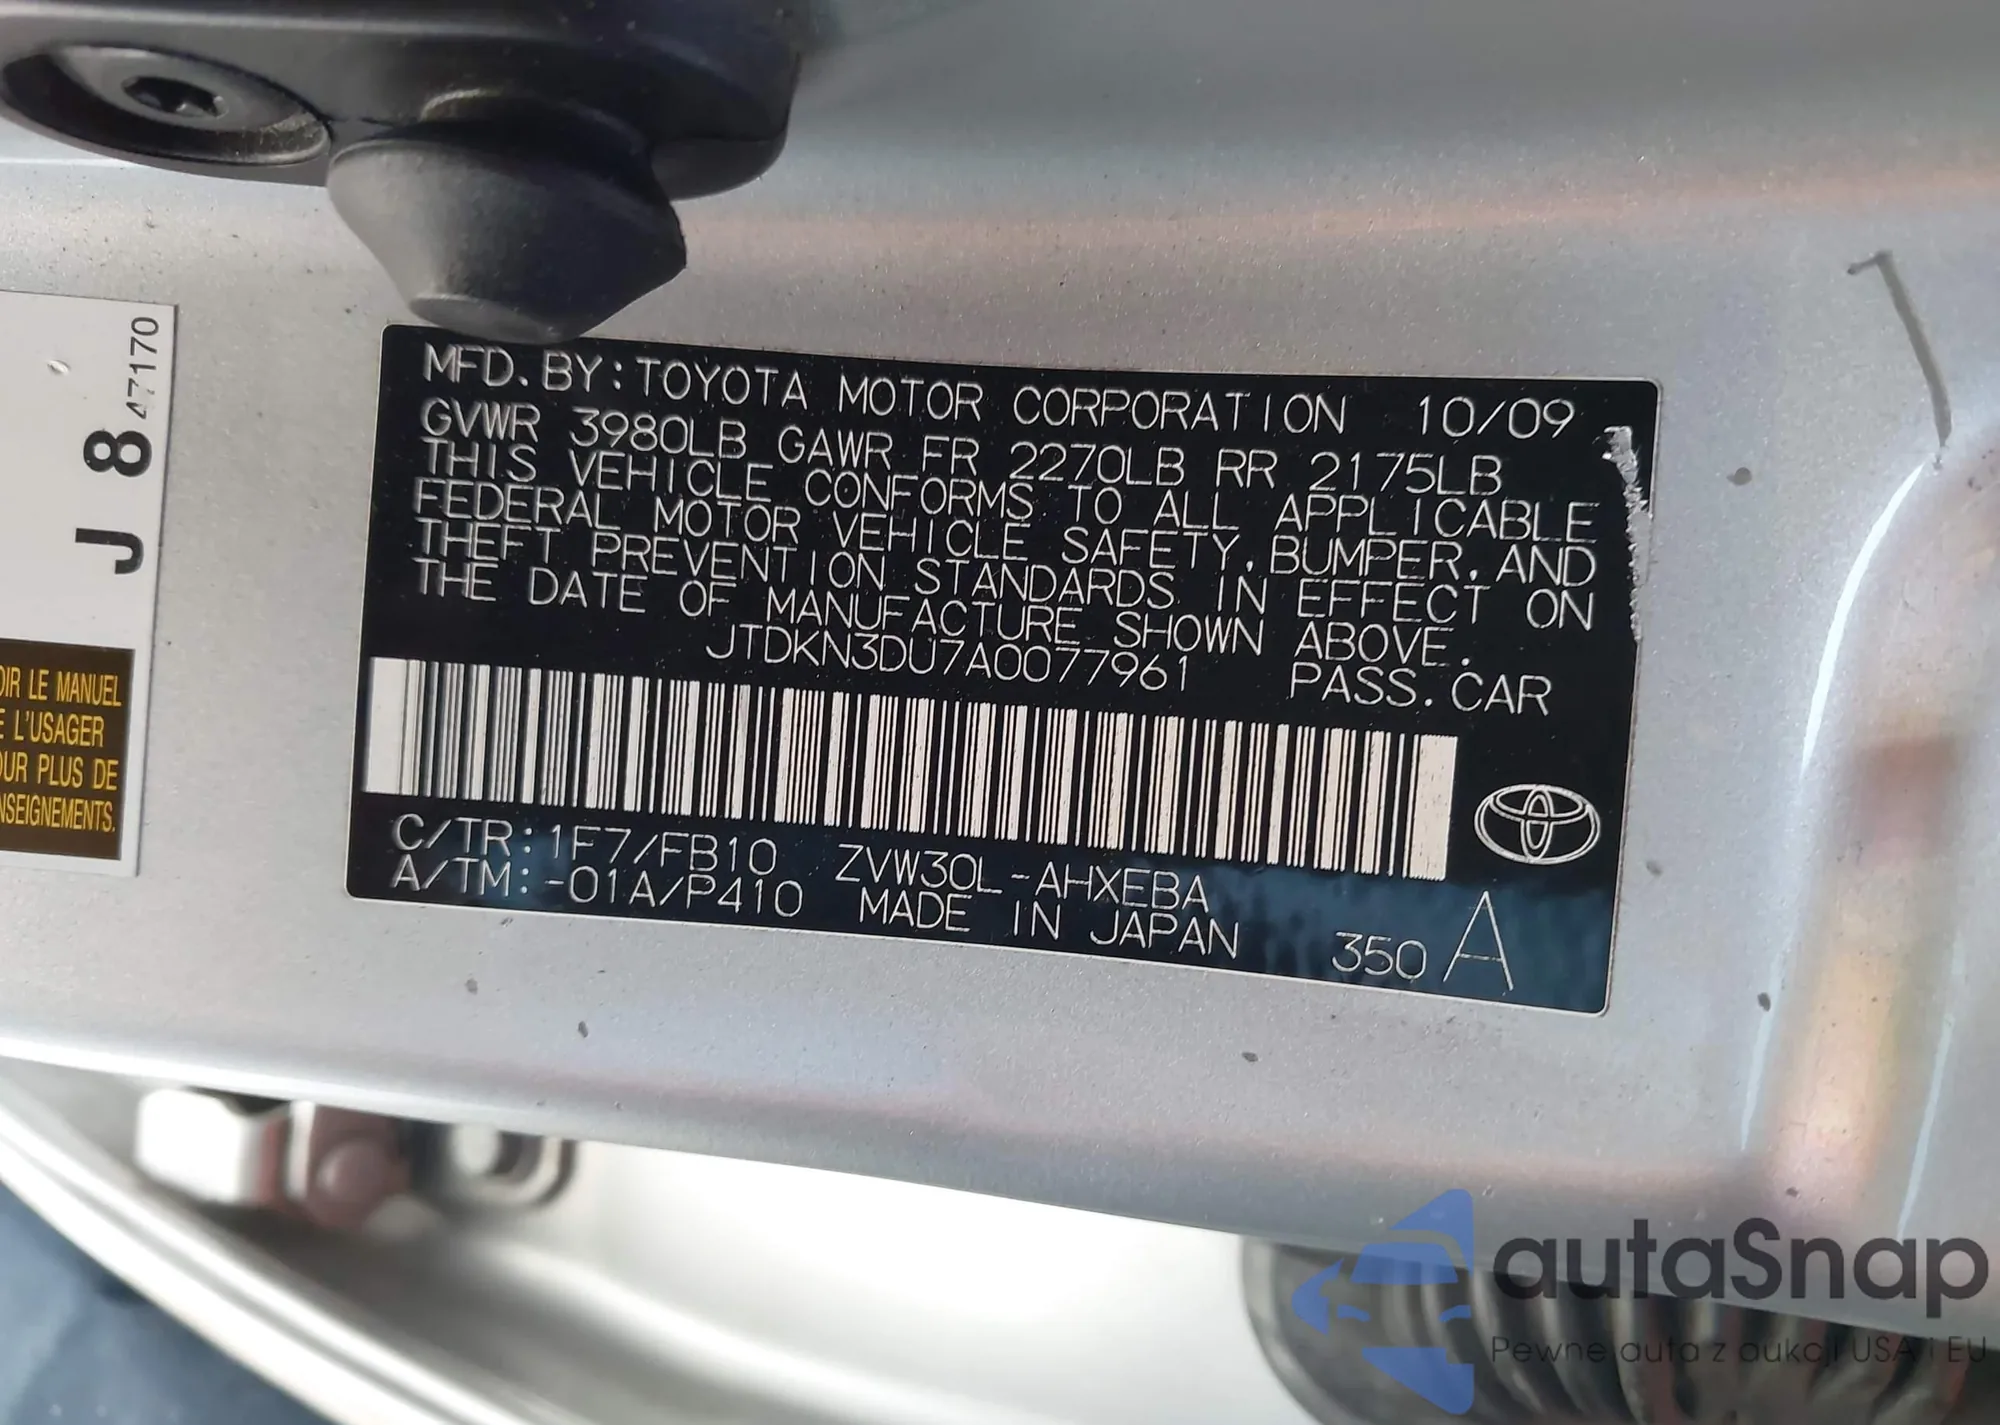 MFD. BY: TOYOTA MOTOR CORPORATION 10/09
GVWR 3980LB GAWR FR 2270LB RR 2175LB
THIS VEHICLE CONFORMS TO ALL APPLICABLE
FEDERAL MOTOR VEHICLE SAFETY, BUMPER, AND
THEFT PREVENTION STANDARDS IN EFFECT ON
THE DATE OF MANUFACTURE SHOWN ABOVE.
JTDKN3DU7A0077961 PASS. CAR
C/TR: 1F7/FB10 ZVW30L-AHXEBA
A/TM: -01A/P410 MADE IN JAPAN 350 A
J 8 47170
LE MANUEL
L'USAGER
PLUS DE
autaSnap
Pewne auta z aukcji USA i EU